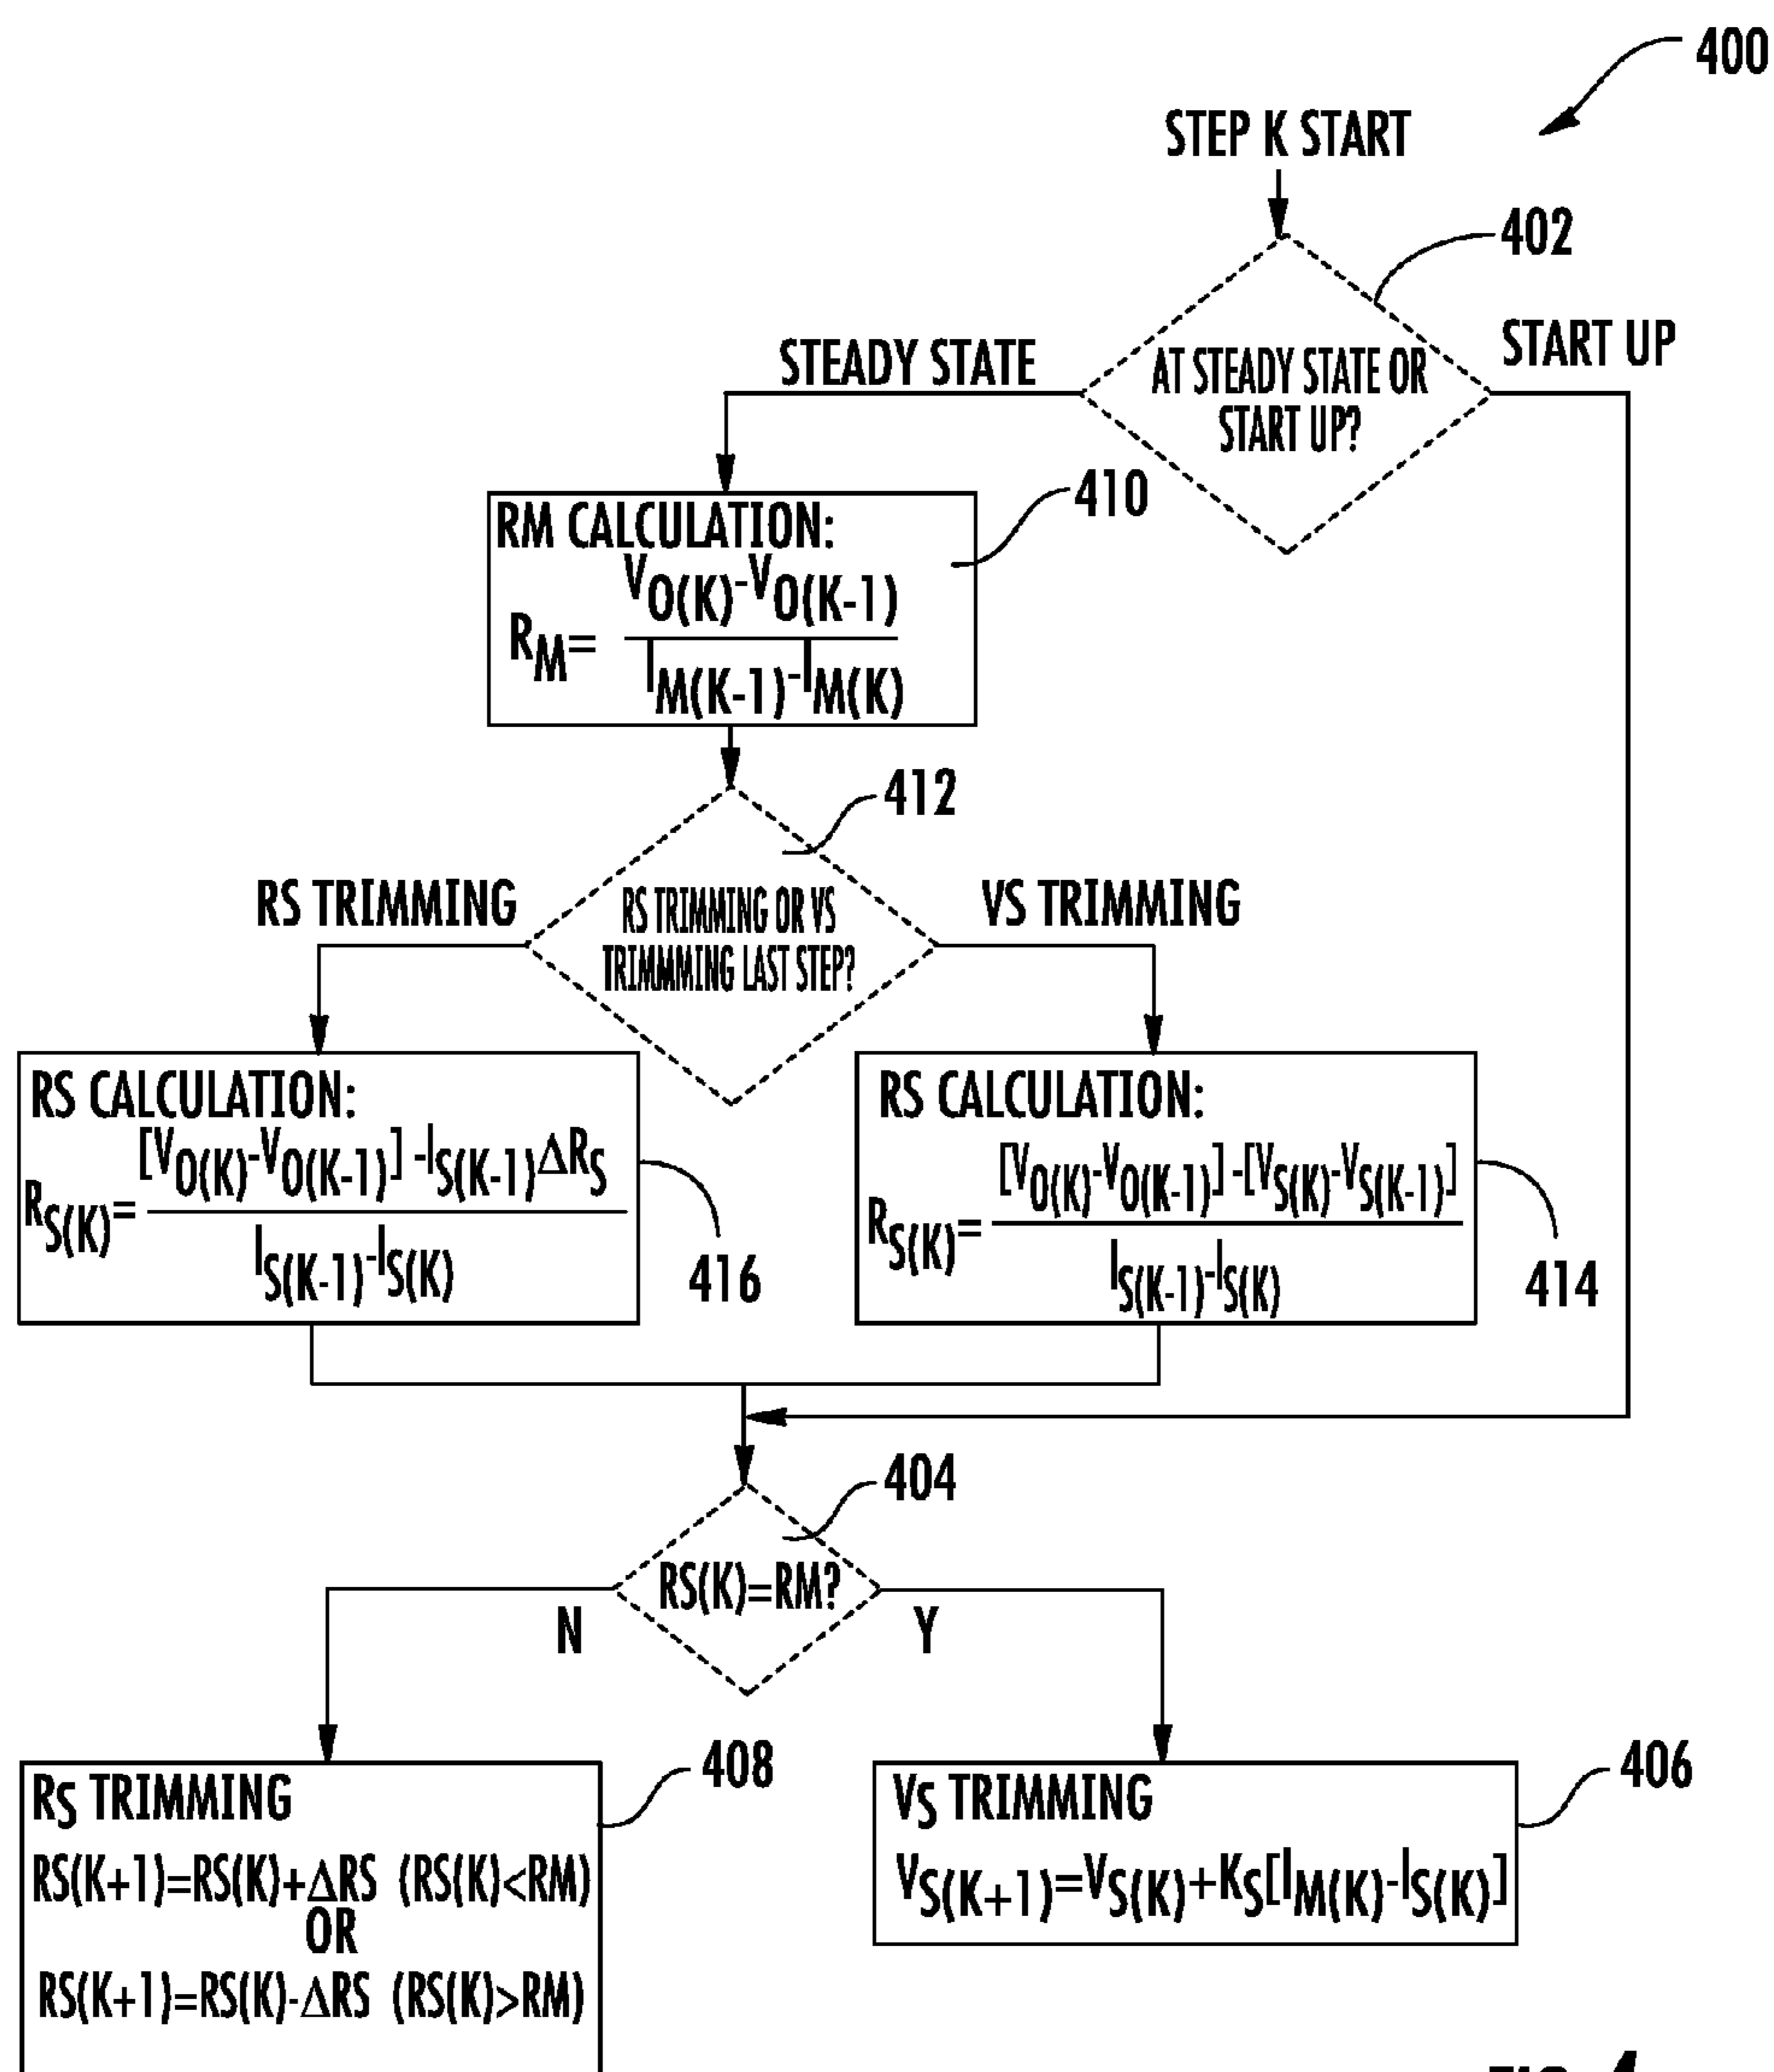 400
STEP K START
402
STEADY STATE
START UP
AT STEADY STATE OR
START UP?
410
RM CALCULATION:
V_O(K)-V_O(K-1)
R_M=
I_M(K-1)-I_M(K)
412
RS TRIMMING
VS TRIMMING
RS TRIMMING OR VS
TRIMMMING LAST STEP?
RS CALCULATION:
[V_O(K)-V_O(K-1)]-I_S(K-1)ΔR_S
R_S(K)=
I_S(K-1)-I_S(K)
416
RS CALCULATION:
[V_O(K)-V_O(K-1)]-[V_S(K)-V_S(K-1)]
R_S(K)=
I_S(K-1)-I_S(K)
414
404
RS(K)=RM?
N
Y
408
R_S TRIMMING
RS(K+1)=RS(K)+ΔRS (RS(K)<RM)
OR
RS(K+1)=RS(K)-ΔRS (RS(K)>RM)
406
V_S TRIMMING
V_S(K+1)=V_S(K)+K_S[I_M(K)-I_S(K)]